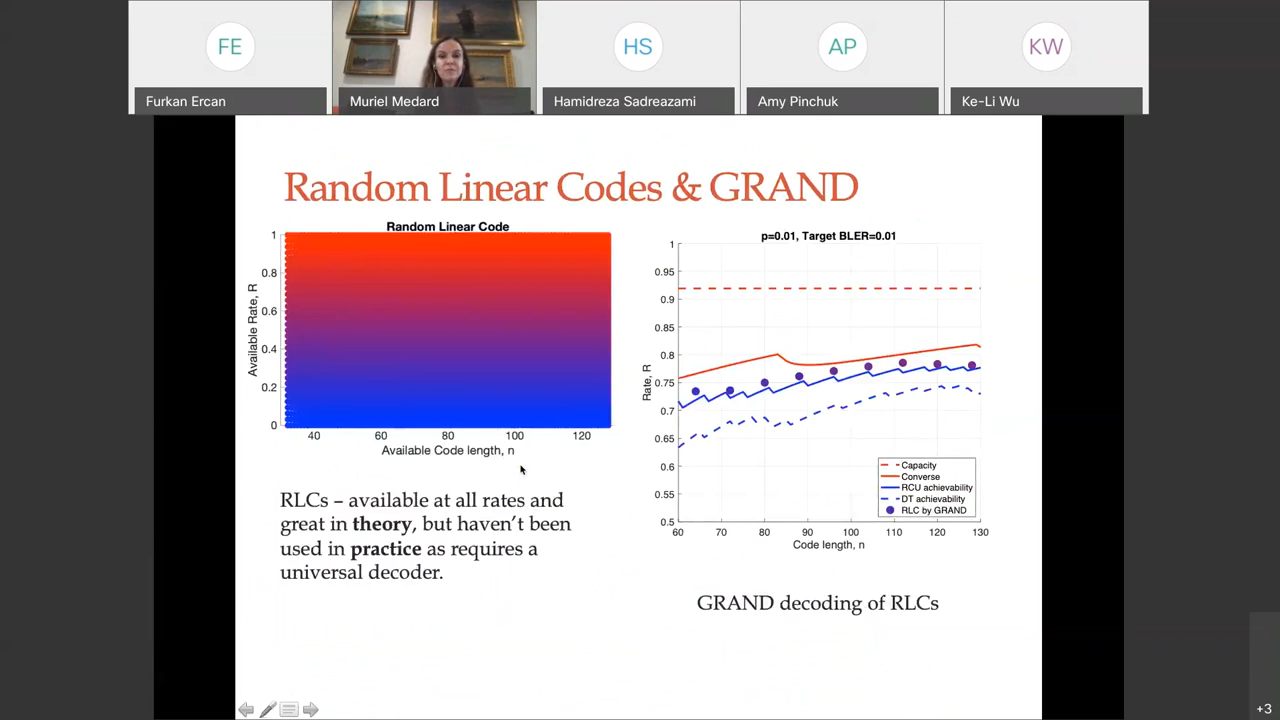 FE
HS
AP
KW
Furkan Ercan
Muriel Medard
Hamidreza Sadreazami
Amy Pinchuk
Ke-Li Wu
Random Linear Codes & GRAND
Random Linear Code
1
0.8
0.6
0.4
0.2
0
Available Rate, R
40 60 80 100 120
Available Code length, n
RLCs – available at all rates and
great in theory, but haven't been
used in practice as requires a
universal decoder.
p=0.01, Target BLER=0.01
1
0.95
0.9
0.85
0.8
0.75
0.7
0.65
0.6
0.55
0.5
Rate, R
Capacity
Converse
RCU achievability
DT achievability
RLC by GRAND
60 70 80 90 100 110 120 130
Code length, n
GRAND decoding of RLCs
+3